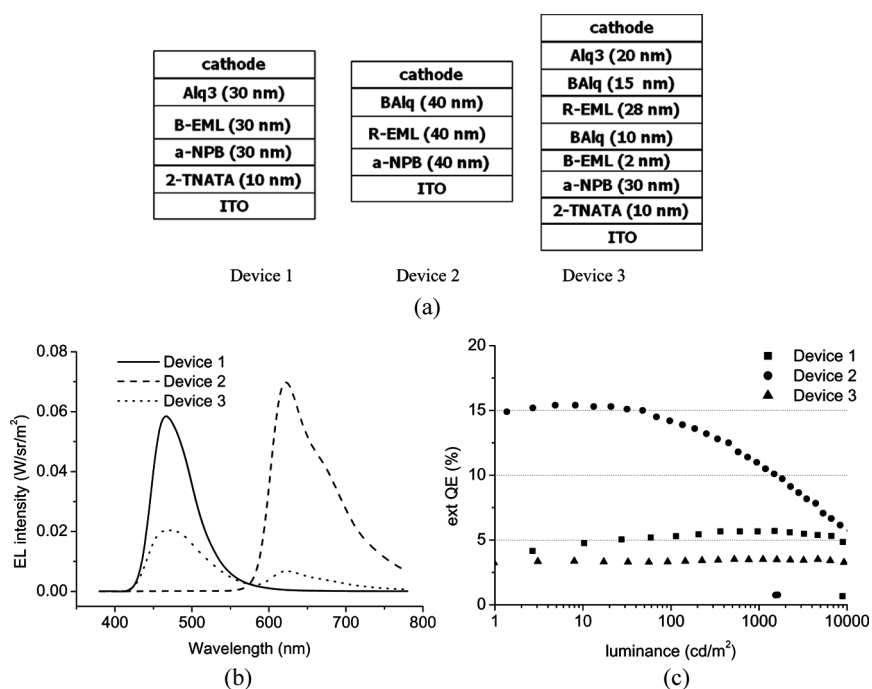 cathode
Alq3 (30 nm)
B-EML (30 nm)
a-NPB (30 nm)
2-TNATA (10 nm)
ITO
Device 1
cathode
BAlq (40 nm)
R-EML (40 nm)
a-NPB (40 nm)
ITO
Device 2
cathode
Alq3 (20 nm)
BAlq (15 nm)
R-EML (28 nm)
BAlq (10 nm)
B-EML (2 nm)
a-NPB (30 nm)
2-TNATA (10 nm)
ITO
Device 3
(a)
EL intensity (W/sr/m²)
0.08
0.06
0.04
0.02
0.00
Device 1
Device 2
Device 3
400 500 600 700 800
Wavelength (nm)
(b)
ext QE (%)
20
15
10
5
0
Device 1
Device 2
Device 3
1 10 100 1000 10000
luminance (cd/m²)
(c)